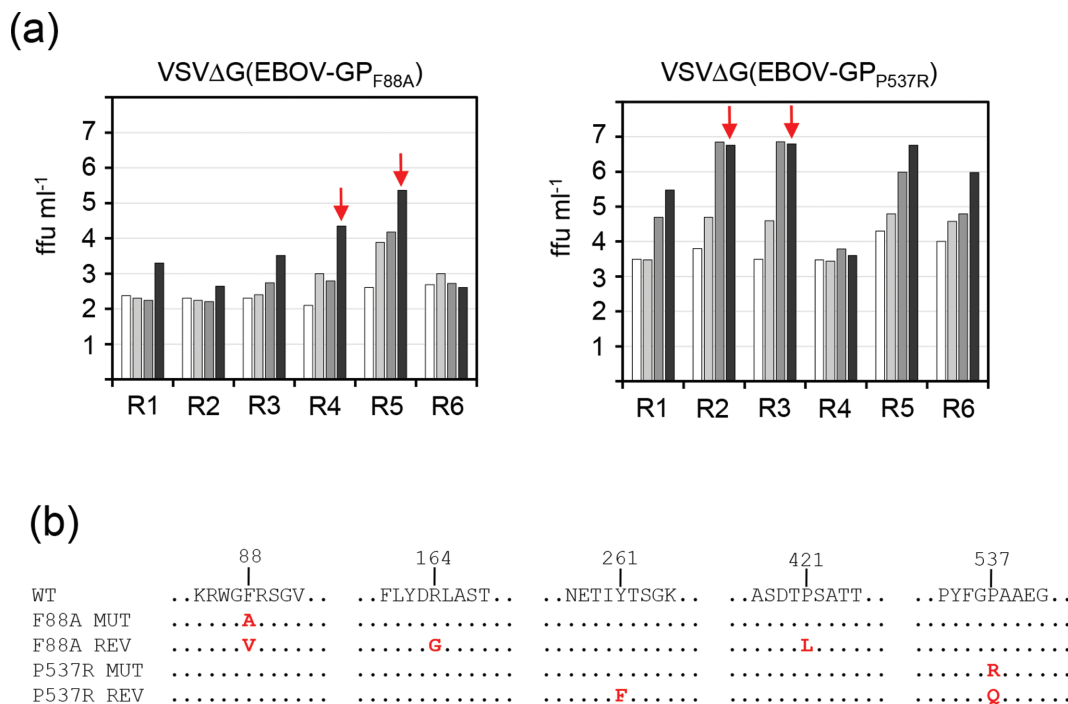 (a)
VSVΔG(EBOV-GP_F88A)
7
6
5
4
3
2
1
ffu ml⁻¹
R1 R2 R3 R4 R5 R6
VSVΔG(EBOV-GP_P537R)
7
6
5
4
3
2
1
ffu ml⁻¹
R1 R2 R3 R4 R5 R6
(b)
88 164 261 421 537
WT ..KRWGFRSGV.. ..FLYDRLAST.. ..NETIYTSGK.. ..ASDTPSATT.. ..PYFGPAAEG..
F88A MUT ......A...... ............. ............. ............. .............
F88A REV ......V...... ......G...... ............. ......L...... .............
P537R MUT ............. ............. ............. ............. ......R......
P537R REV ............. ............. ......F...... ............. ......Q......